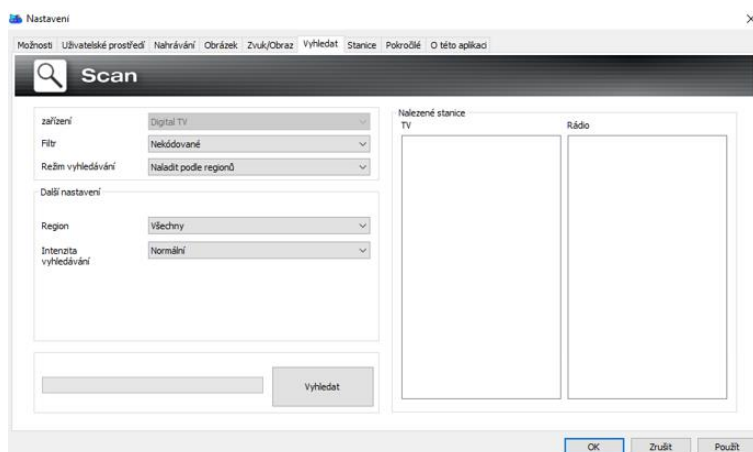 Nastavení
Možnosti Uživatelské prostředí Nahrávání Obrázek Zvuk/Obraz Vyhledat Stanice Pokročilé O této aplikaci
Scan
zařízení Digital TV
Filtr Nekódované
Režim vyhledávání Naladit podle regionů
Další nastavení
Region Všechny
Intenzita vyhledávání Normální
Vyhledat
Nalezené stanice
TV Rádio
OK Zrušit Použít